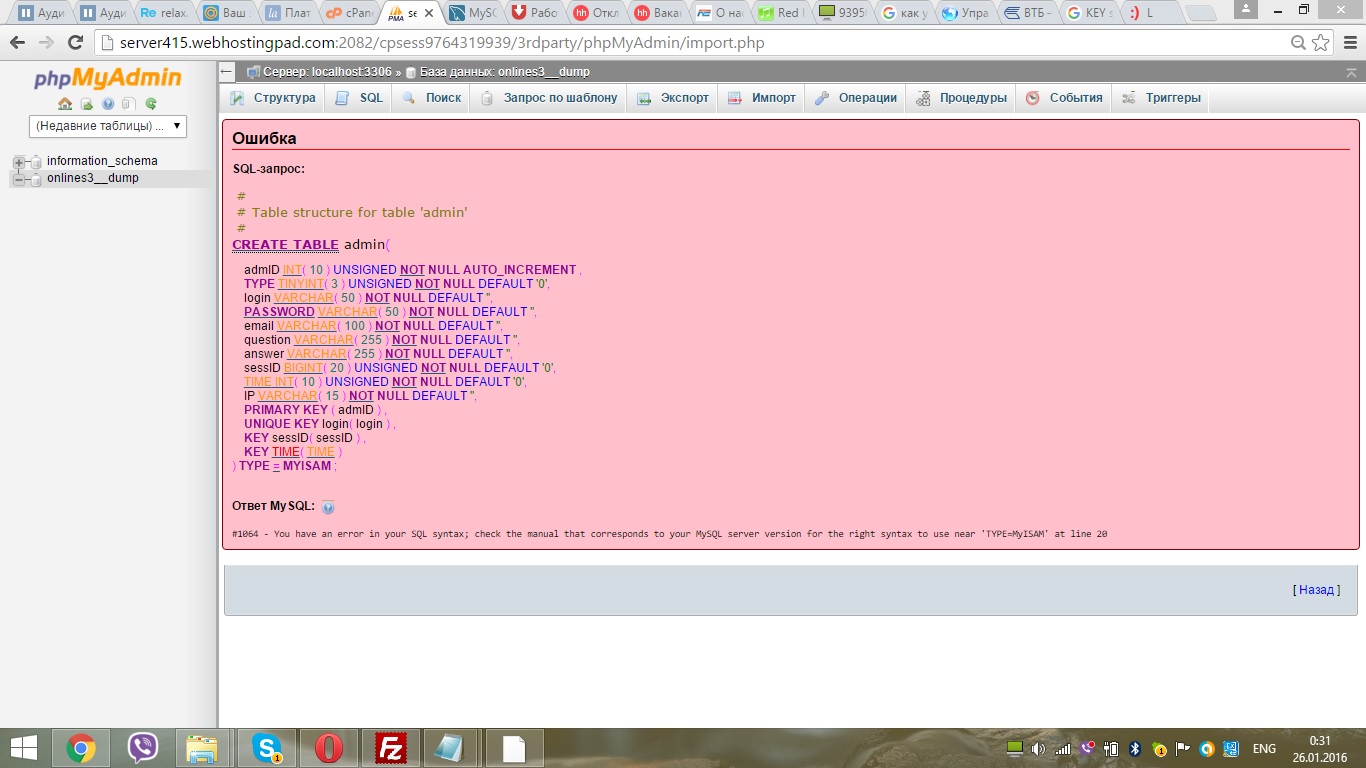 Ауди
Ауди
relax
Ваш
Плат
cPane
se
MySC
Рабо
Откл
Вака
О нас
Red
9395
как у
Упра
ВТБ -
KEY s
L
server415.webhostingpad.com:2082/cpsess9764319939/3rdparty/phpMyAdmin/import.php
phpMyAdmin
(Недавние таблицы) ...
information_schema
onlines3__dump
Сервер: localhost:3306 » База данных: onlines3__dump
Структура SQL Поиск Запрос по шаблону Экспорт Импорт Операции Процедуры События Триггеры
Ошибка
SQL-запрос:
#
# Table structure for table 'admin'
#
CREATE TABLE admin(
admID INT( 10 ) UNSIGNED NOT NULL AUTO_INCREMENT ,
TYPE TINYINT( 3 ) UNSIGNED NOT NULL DEFAULT '0',
login VARCHAR( 50 ) NOT NULL DEFAULT '',
PASSWORD VARCHAR( 50 ) NOT NULL DEFAULT '',
email VARCHAR( 100 ) NOT NULL DEFAULT '',
question VARCHAR( 255 ) NOT NULL DEFAULT '',
answer VARCHAR( 255 ) NOT NULL DEFAULT '',
sessID BIGINT( 20 ) UNSIGNED NOT NULL DEFAULT '0',
TIME INT( 10 ) UNSIGNED NOT NULL DEFAULT '0',
IP VARCHAR( 15 ) NOT NULL DEFAULT '',
PRIMARY KEY ( admID ) ,
UNIQUE KEY login( login ) ,
KEY sessID( sessID ) ,
KEY TIME( TIME )
) TYPE = MYISAM ;
Ответ MySQL:
#1064 - You have an error in your SQL syntax; check the manual that corresponds to your MySQL server version for the right syntax to use near 'TYPE=MyISAM' at line 20
[ Назад ]
ENG
0:31
26.01.2016